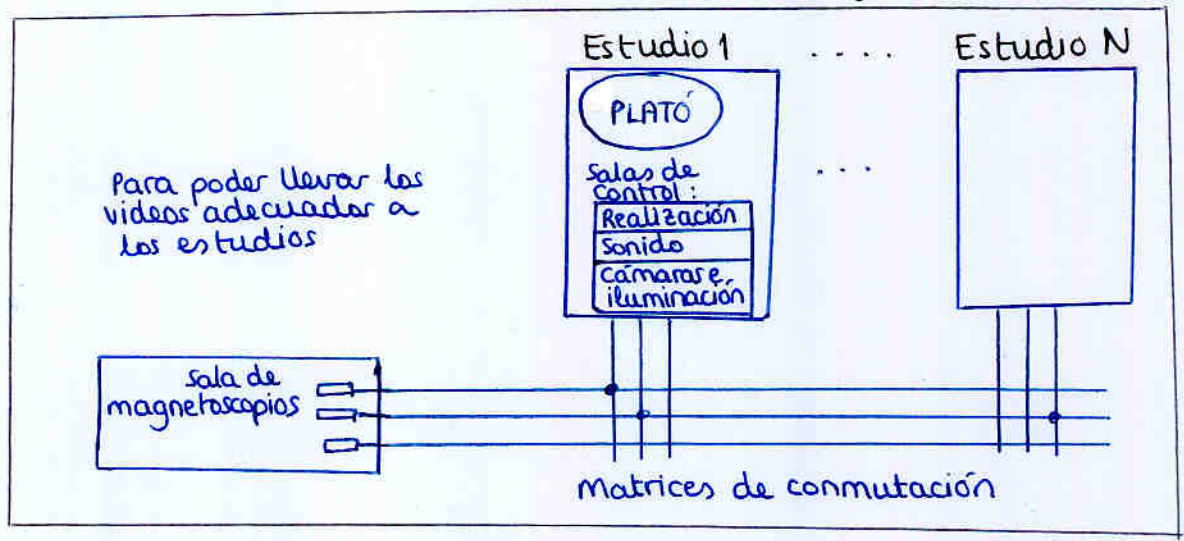 Estudio 1 . . . . Estudio N
PLATÓ
Salas de
control:
Realización
Sonido
Cámaras e
iluminación
. . .
Para poder llevar los
videos adecuados a
los estudios
Sala de
magnetoscopios
Matrices de conmutación